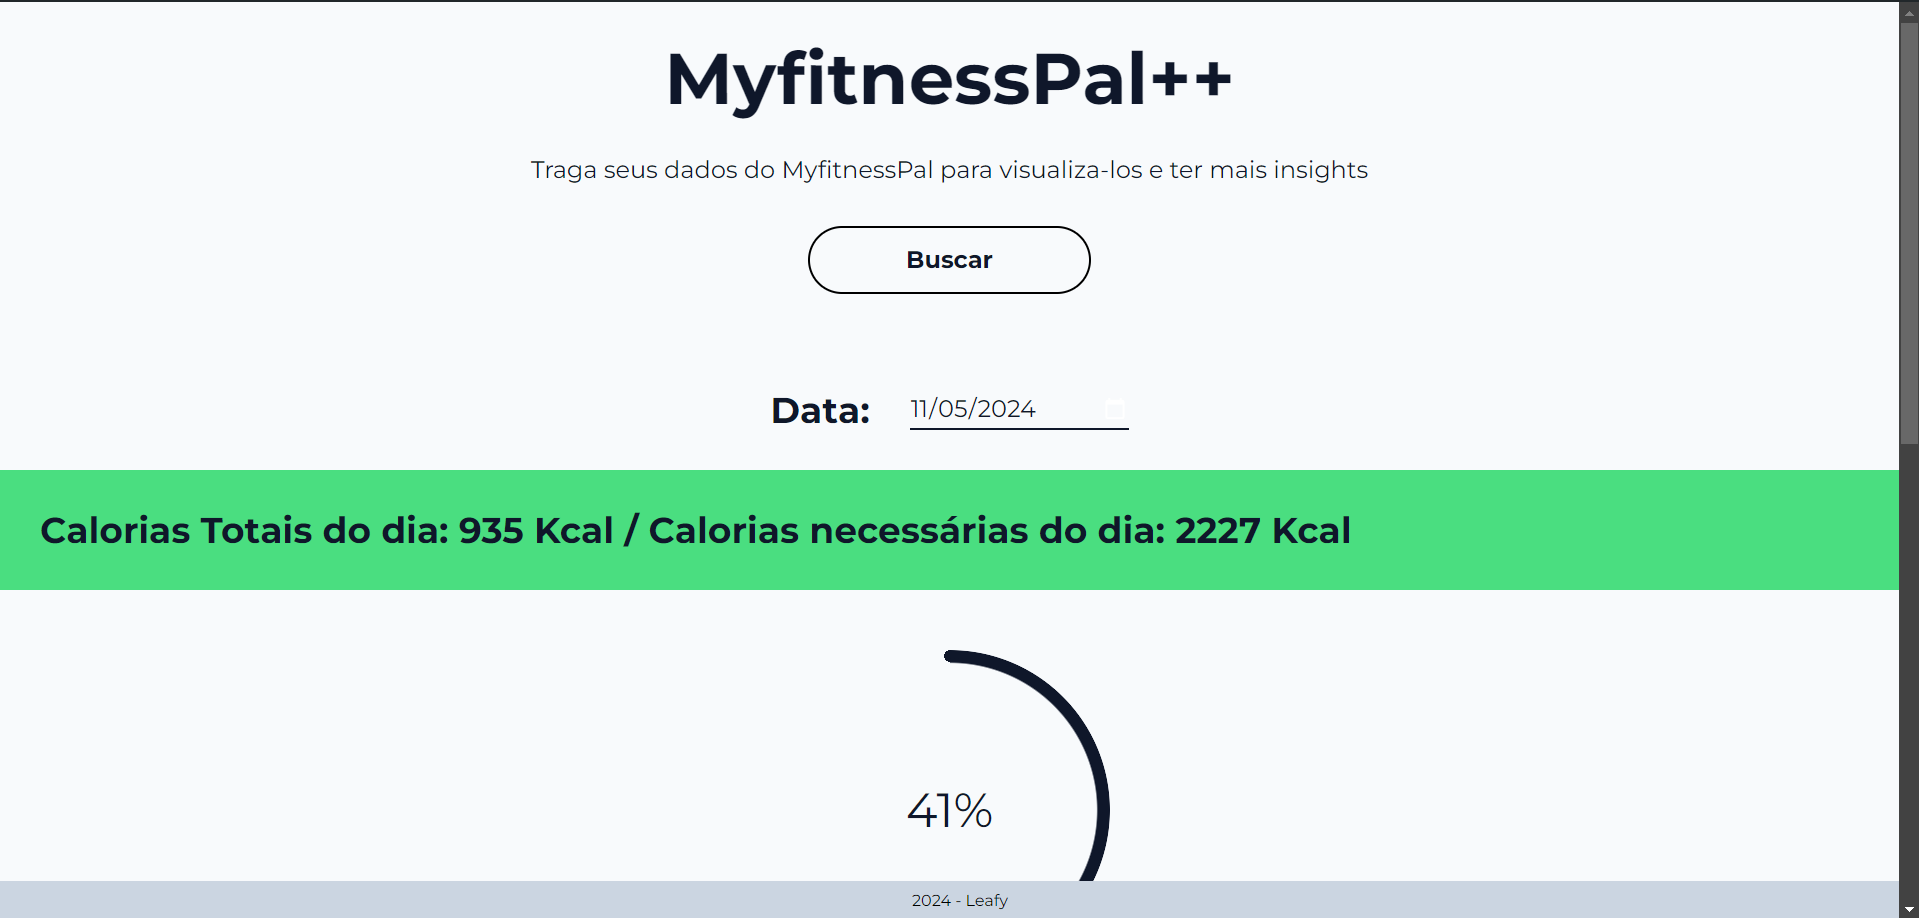 MyfitnessPal++
Traga seus dados do MyfitnessPal para visualiza-los e ter mais insights
Buscar
Data: 11/05/2024
Calorias Totais do dia: 935 Kcal / Calorias necessárias do dia: 2227 Kcal
41%
2024 - Leafy